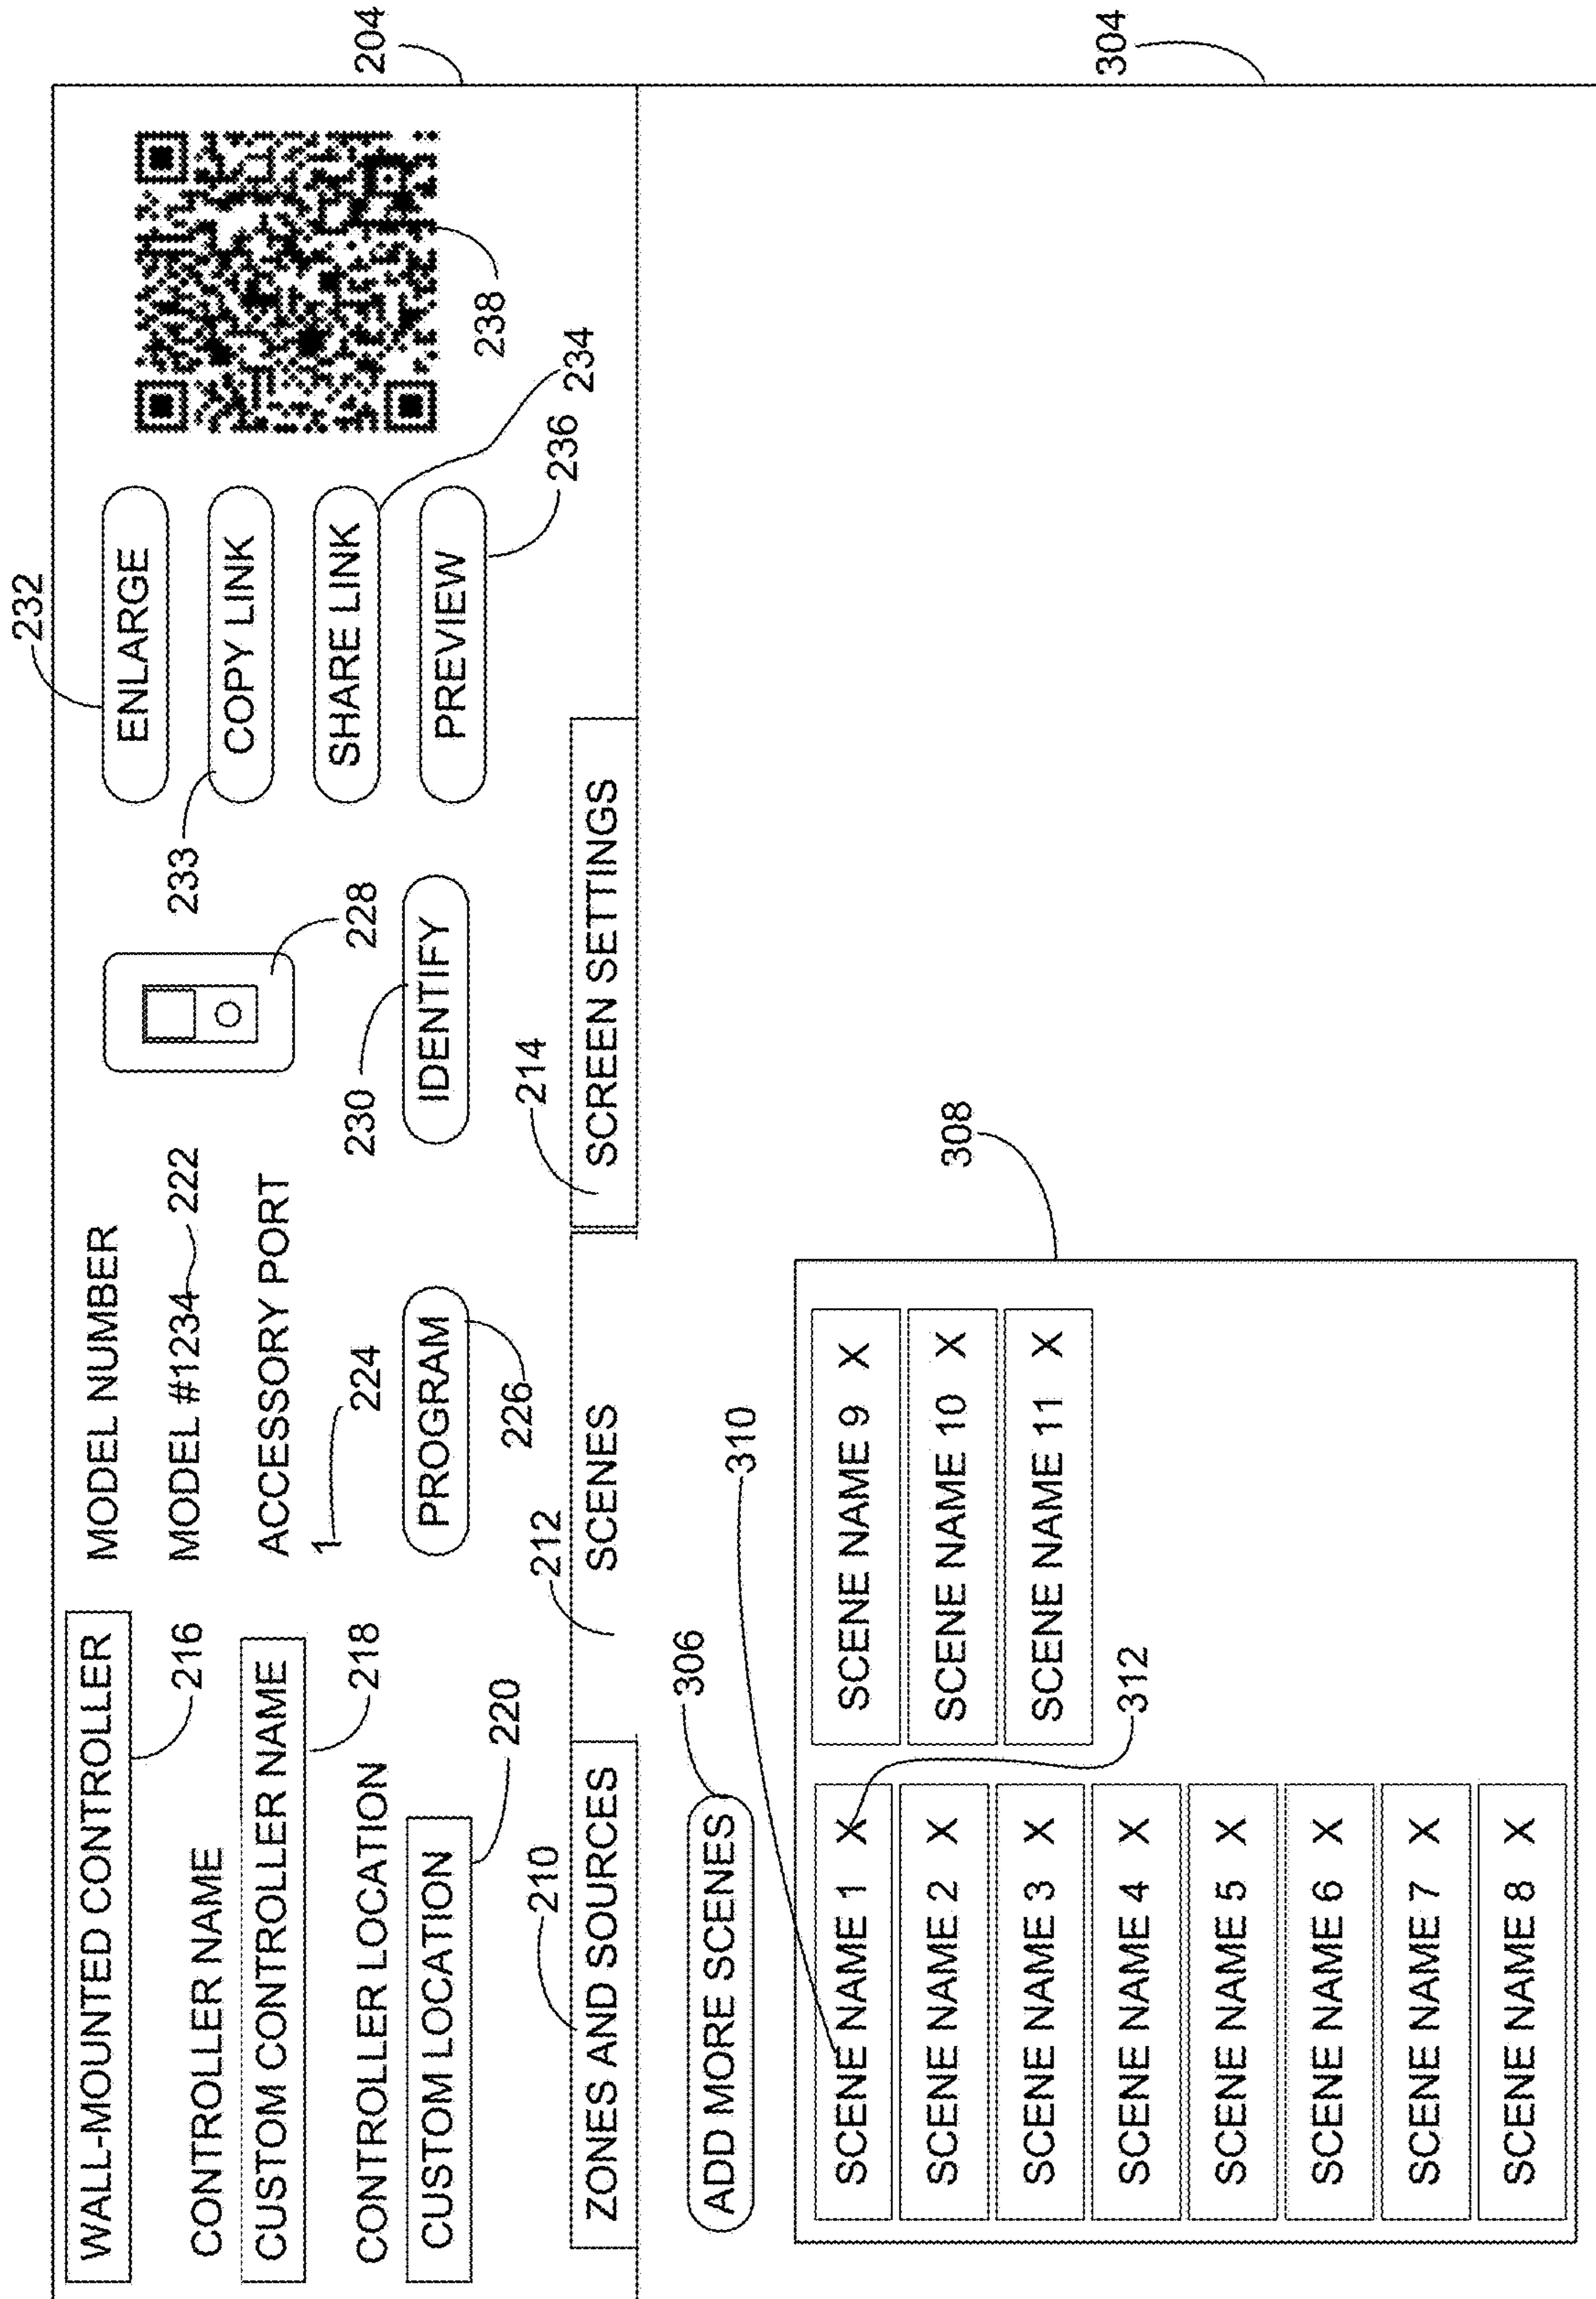 WALL-MOUNTED CONTROLLER
216
CONTROLLER NAME
CUSTOM CONTROLLER NAME
218
CONTROLLER LOCATION
CUSTOM LOCATION
220
MODEL NUMBER
MODEL #1234
222
ACCESSORY PORT
1
224
PROGRAM
226
228
230
IDENTIFY
232
ENLARGE
233
COPY LINK
SHARE LINK
234
PREVIEW
236
238
204
210
ZONES AND SOURCES
212
SCENES
214
SCREEN SETTINGS
304
ADD MORE SCENES
306
308
310
SCENE NAME 1 X
312
SCENE NAME 2 X
SCENE NAME 3 X
SCENE NAME 4 X
SCENE NAME 5 X
SCENE NAME 6 X
SCENE NAME 7 X
SCENE NAME 8 X
SCENE NAME 9 X
SCENE NAME 10 X
SCENE NAME 11 X